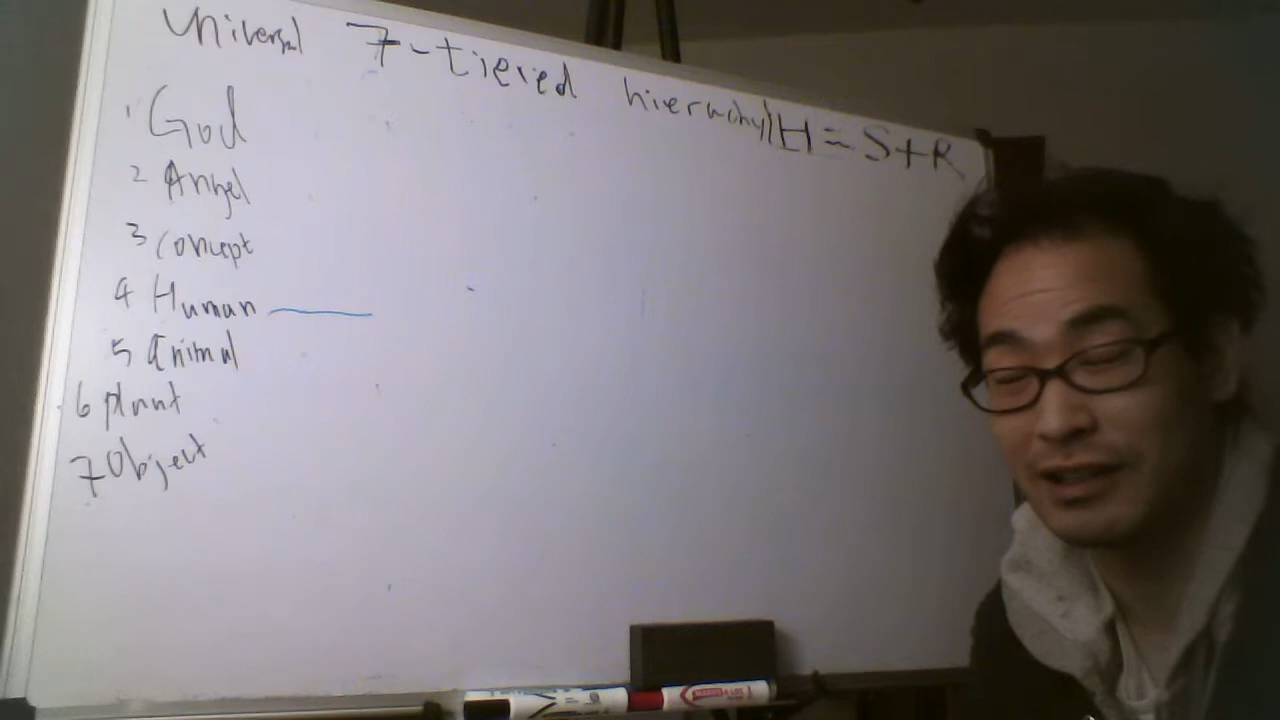 Universal 7-tiered hierarchy H = S+R
1 God
2 Angel
3 concept
4 Human
5 Animal
6 plant
7 Object